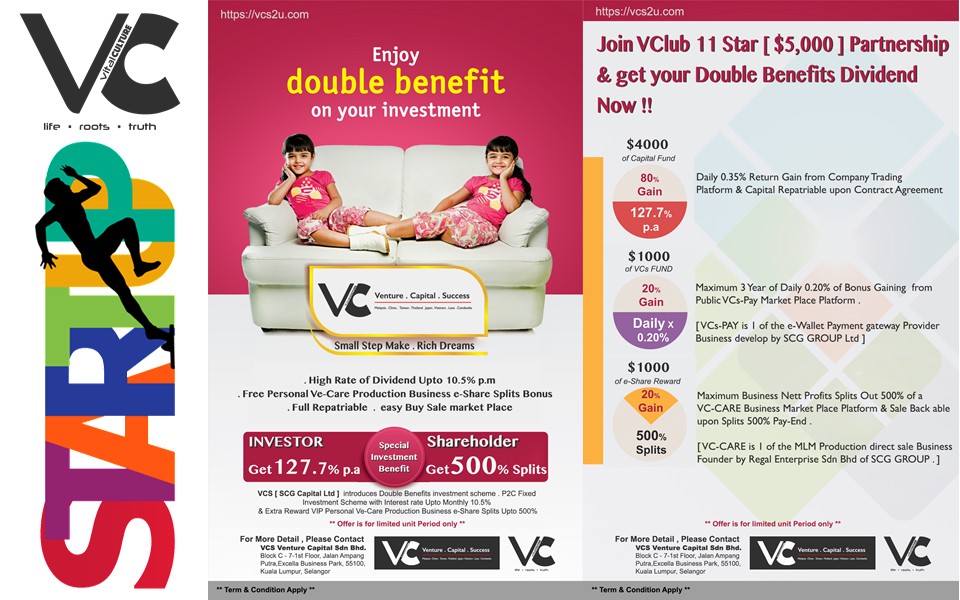 VC
VitalCULTURE
life • roots • truth
STARTUP
https://vcs2u.com
Enjoy
double benefit
on your investment
VC
Venture . Capital . Success
Small Step Make . Rich Dreams
. High Rate of Dividend Upto 10.5% p.m
. Free Personal Ve-Care Production Business e-Share Splits Bonus
. Full Repatriable . easy Buy Sale market Place
INVESTOR
Get 127.7% p.a
Special
Investment
Benefit
Shareholder
Get 500% Splits
VCS [ SCG Capital Ltd ] introduces Double Benefits investment scheme . P2C Fixed
Investment Scheme with Interest rate Upto Monthly 10.5%
& Extra Reward VIP Personal Ve-Care Production Business e-Share Splits Upto 500%
** Offer is for limited unit Period only **
For More Detail , Please Contact
VCS Venture Capital Sdn Bhd.
Block C - 7-1st Floor, Jalan Ampang
Putra,Excella Business Park, 55100,
Kuala Lumpur, Selangor
VC
Venture . Capital . Success
VC
** Term & Condition Apply **
https://vcs2u.com
Join VClub 11 Star [ $5,000 ] Partnership
& get your Double Benefits Dividend
Now !!
$4000
of Capital Fund
80%
Gain
127.7%
p.a
Daily 0.35% Return Gain from Company Trading
Platform & Capital Repatriable upon Contract Agreement
$1000
of VCs FUND
20%
Gain
Daily x
0.20%
Maximum 3 Year of Daily 0.20% of Bonus Gaining from
Public VCs-Pay Market Place Platform .
[ VCs-PAY is 1 of the e-Wallet Payment gateway Provider
Business develop by SCG GROUP Ltd ]
$1000
of e-Share Reward
20%
Gain
500%
Splits
Maximum Business Nett Profits Splits Out 500% of a
VC-CARE Business Market Place Platform & Sale Back able
upon Splits 500% Pay-End .
[ VC-CARE is 1 of the MLM Production direct sale Business
Founder by Regal Enterprise Sdn Bhd of SCG GROUP . ]
** Offer is for limited unit Period only **
For More Detail , Please Contact
VCS Venture Capital Sdn Bhd.
Block C - 7-1st Floor, Jalan Ampang
Putra,Excella Business Park, 55100,
Kuala Lumpur, Selangor
VC
Venture . Capital . Success
VC
** Term & Condition Apply **